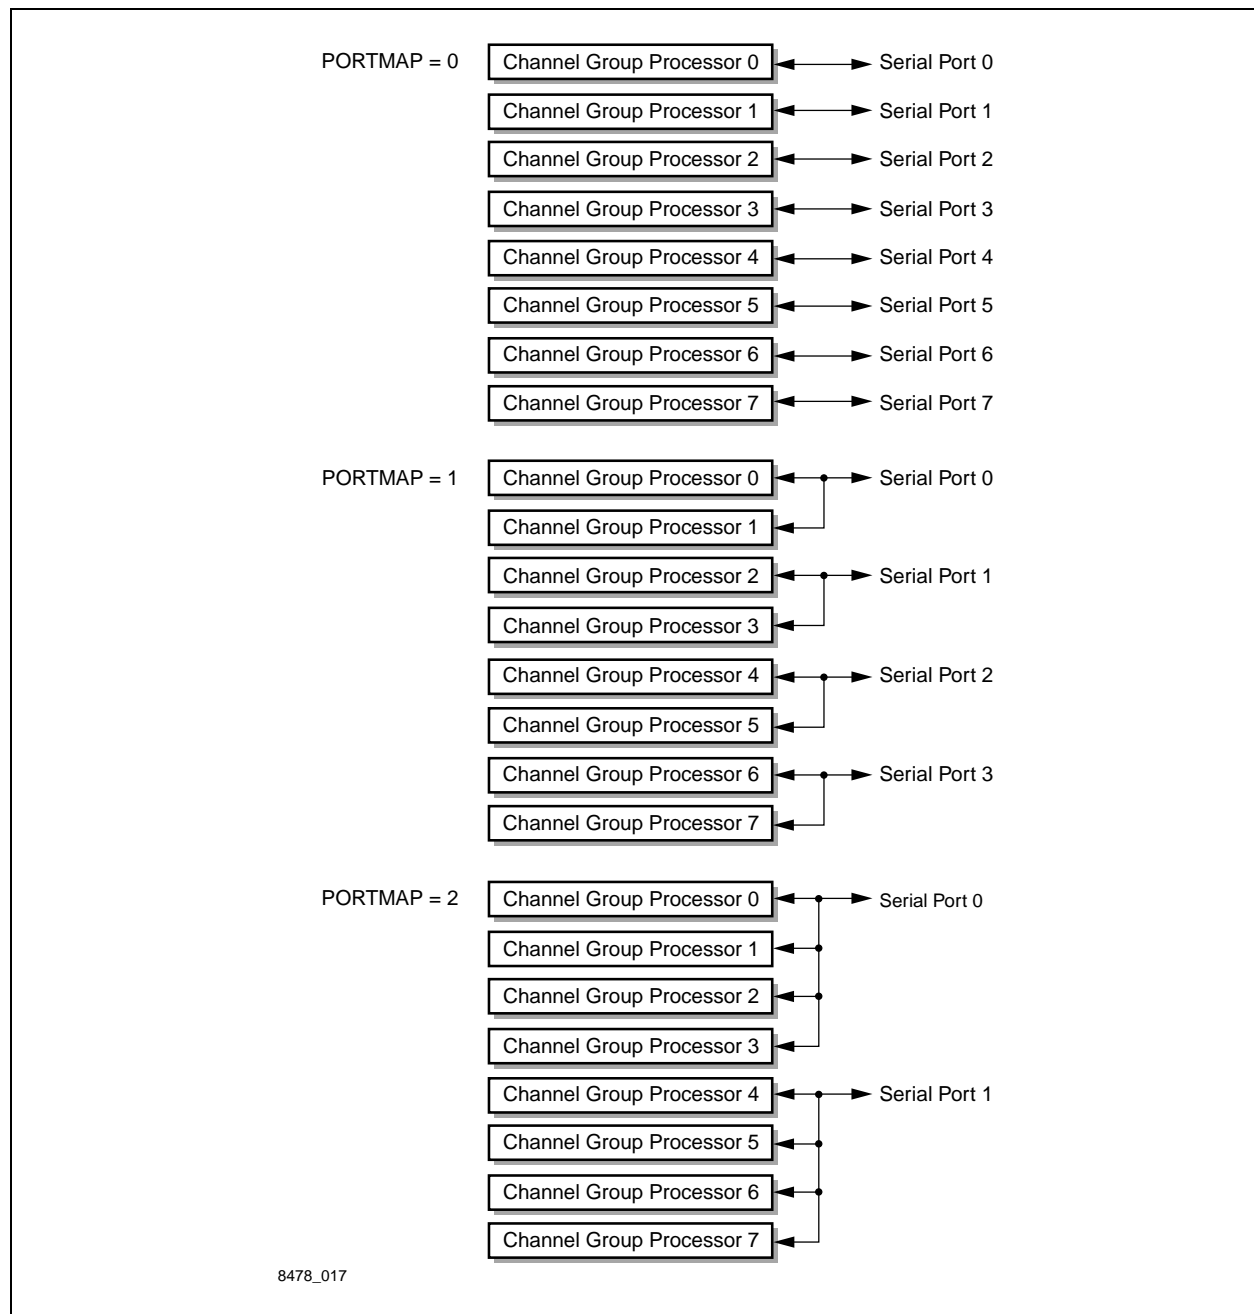 PORTMAP = 0 Channel Group Processor 0 Serial Port 0
Channel Group Processor 1 Serial Port 1
Channel Group Processor 2 Serial Port 2
Channel Group Processor 3 Serial Port 3
Channel Group Processor 4 Serial Port 4
Channel Group Processor 5 Serial Port 5
Channel Group Processor 6 Serial Port 6
Channel Group Processor 7 Serial Port 7
PORTMAP = 1 Channel Group Processor 0 Serial Port 0
Channel Group Processor 1
Channel Group Processor 2 Serial Port 1
Channel Group Processor 3
Channel Group Processor 4 Serial Port 2
Channel Group Processor 5
Channel Group Processor 6 Serial Port 3
Channel Group Processor 7
PORTMAP = 2 Channel Group Processor 0 Serial Port 0
Channel Group Processor 1
Channel Group Processor 2
Channel Group Processor 3
Channel Group Processor 4 Serial Port 1
Channel Group Processor 5
Channel Group Processor 6
Channel Group Processor 7
8478_017